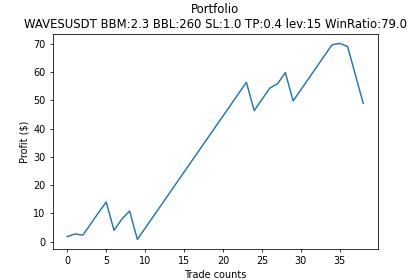 Portfolio
WAVESUSDT BBM:2.3 BBL:260 SL:1.0 TP:0.4 lev:15 WinRatio:79.0
Profit ($)
70
60
50
40
30
20
10
0
0 5 10 15 20 25 30 35
Trade counts